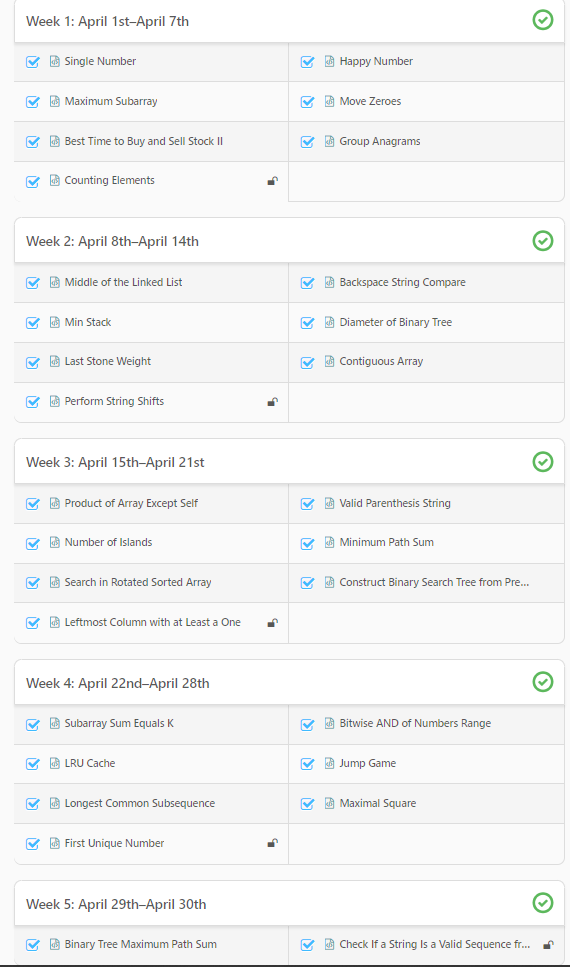 Week 1: April 1st–April 7th
Single Number
Happy Number
Maximum Subarray
Move Zeroes
Best Time to Buy and Sell Stock II
Group Anagrams
Counting Elements
Week 2: April 8th–April 14th
Middle of the Linked List
Backspace String Compare
Min Stack
Diameter of Binary Tree
Last Stone Weight
Contiguous Array
Perform String Shifts
Week 3: April 15th–April 21st
Product of Array Except Self
Valid Parenthesis String
Number of Islands
Minimum Path Sum
Search in Rotated Sorted Array
Construct Binary Search Tree from Pre...
Leftmost Column with at Least a One
Week 4: April 22nd–April 28th
Subarray Sum Equals K
Bitwise AND of Numbers Range
LRU Cache
Jump Game
Longest Common Subsequence
Maximal Square
First Unique Number
Week 5: April 29th–April 30th
Binary Tree Maximum Path Sum
Check If a String Is a Valid Sequence fr...